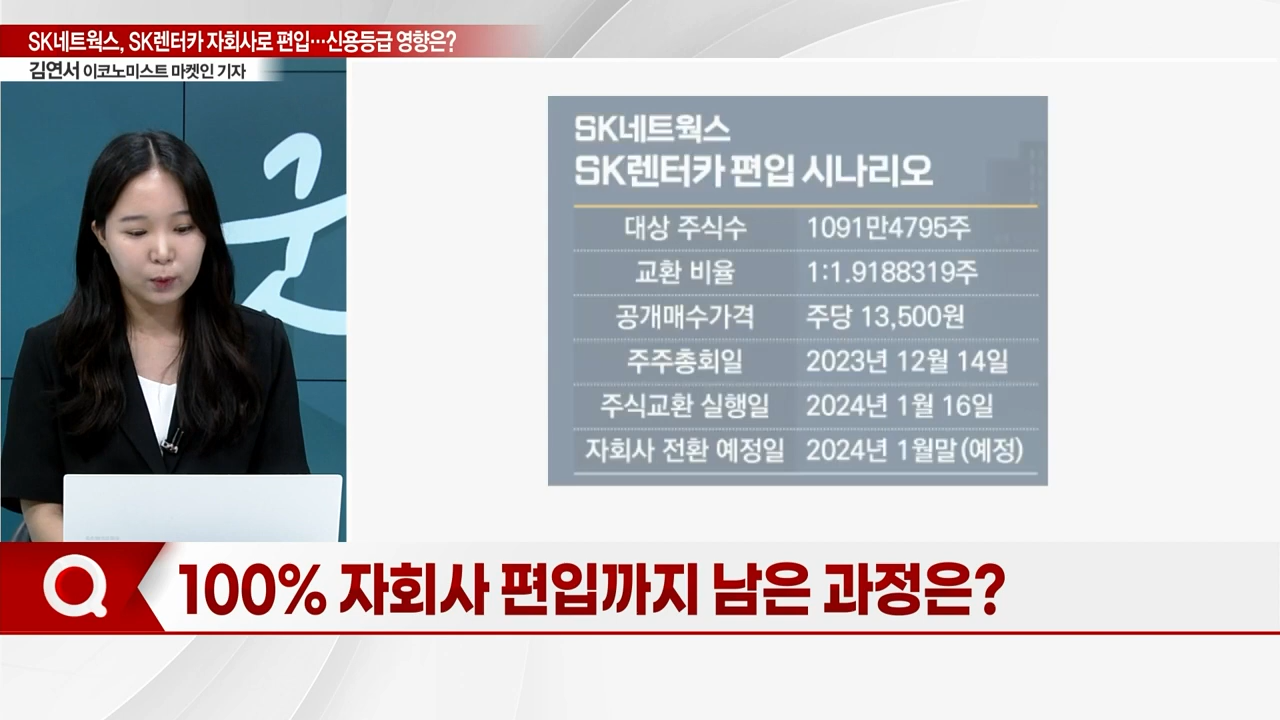 SK네트웍스, SK렌터카 자회사로 편입…신용등급 영향은?
김연서 이코노미스트 마켓인 기자
SK네트웍스
SK렌터카 편입 시나리오
대상 주식수 1091만4795주
교환 비율 1:1.9188319주
공개매수가격 주당 13,500원
주주총회일 2023년 12월 14일
주식교환 실행일 2024년 1월 16일
자회사 전환 예정일 2024년 1월말(예정)
SAMSUNG
Q 100% 자회사 편입까지 남은 과정은?